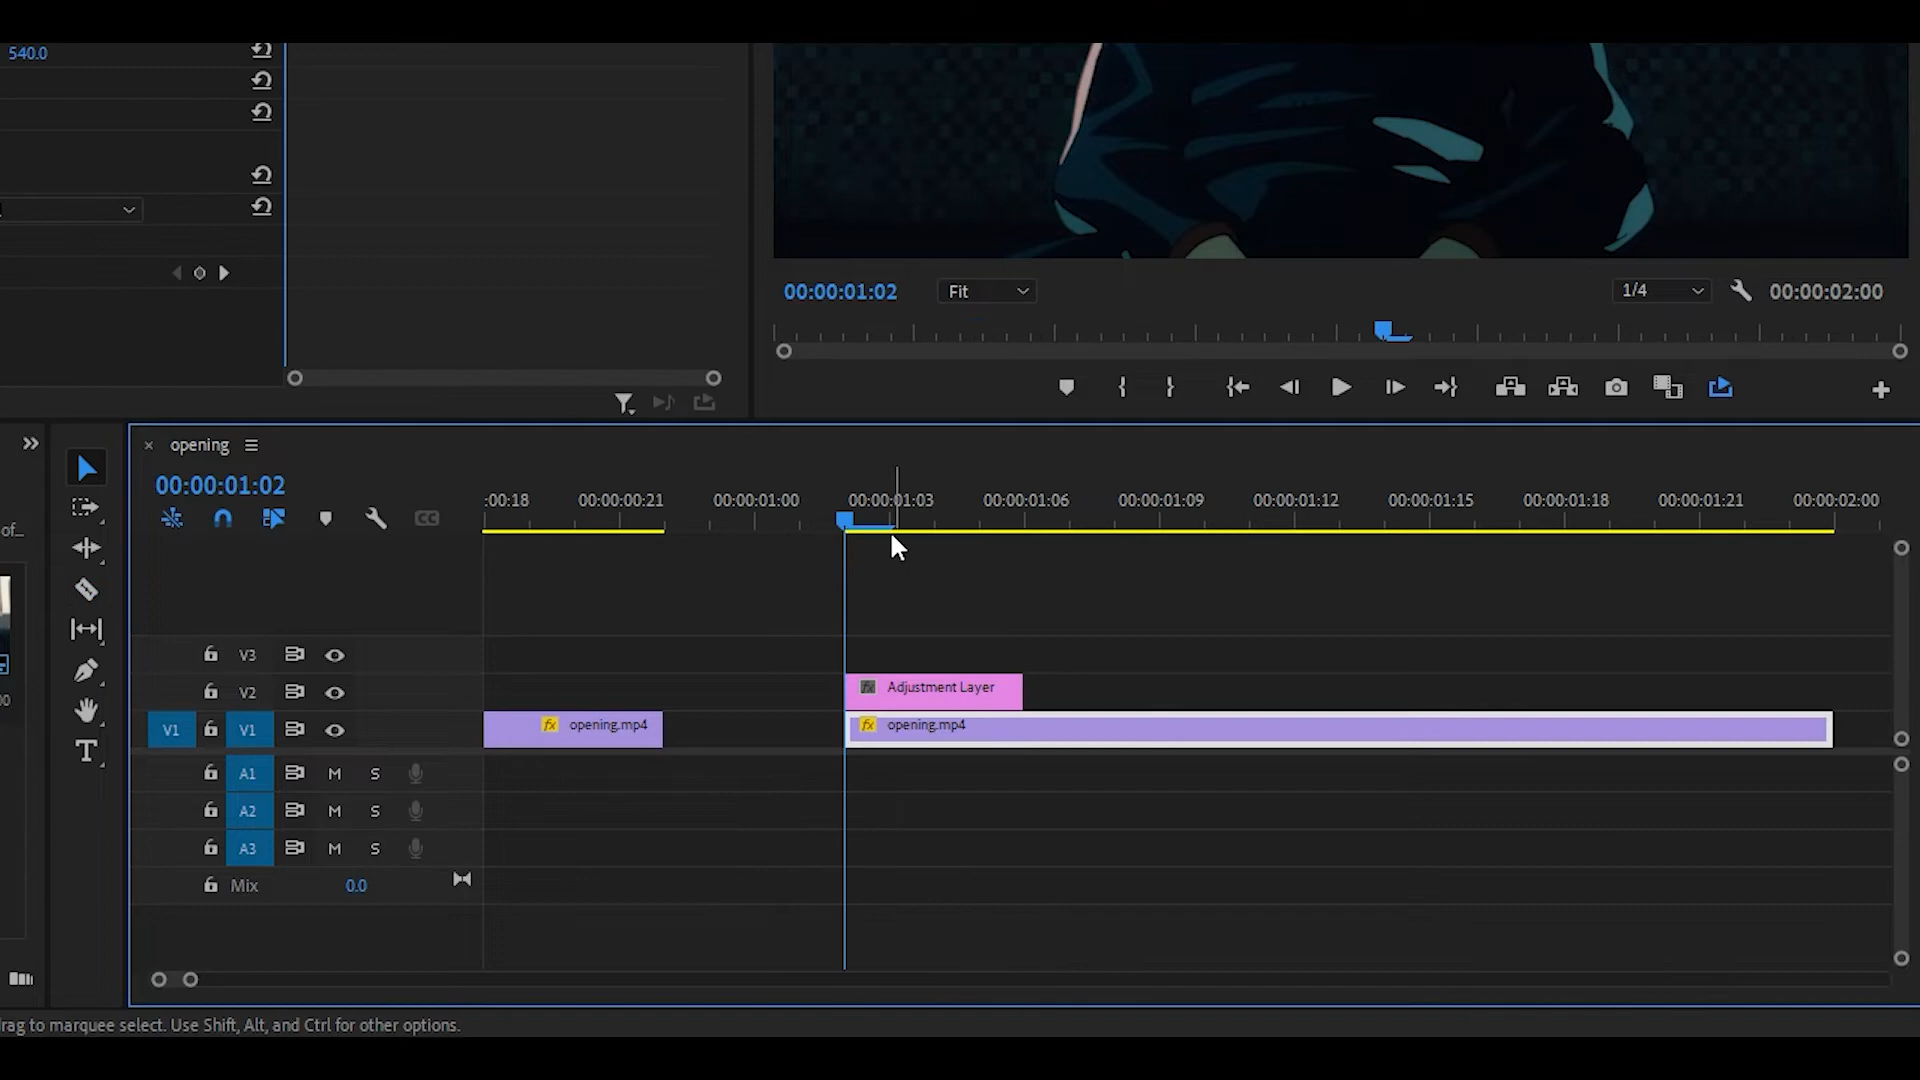 540.0
00:00:01:02
Fit
1/4
00:00:02:00
opening
00:00:01:02
:00:18
00:00:00:21
00:00:01:00
00:00:01:03
00:00:01:06
00:00:01:09
00:00:01:12
00:00:01:15
00:00:01:18
00:00:01:21
00:00:02:00
CC
of...
V3
V2
fx Adjustment Layer
V1
V1
fx opening.mp4
fx opening.mp4
A1 M S
A2 M S
A3 M S
Mix 0.0
rag to marquee select. Use Shift, Alt, and Ctrl for other options.